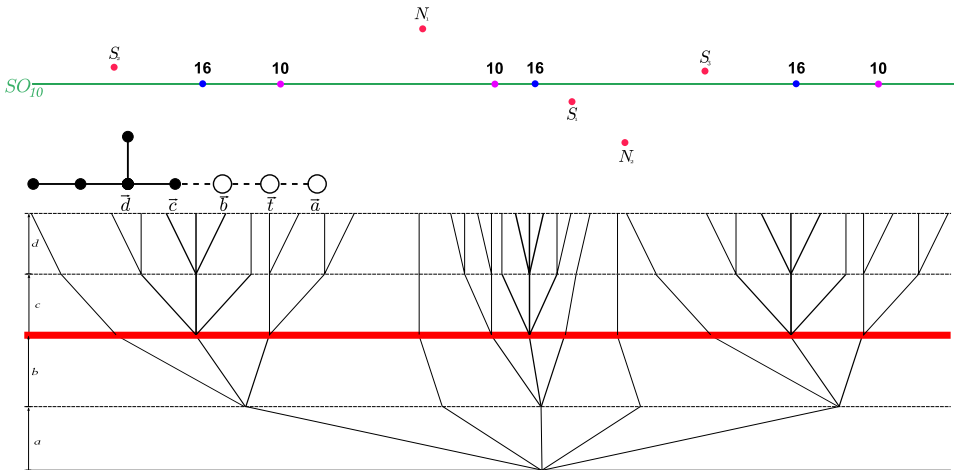 N₁
S₂ S₃
16 10 10 16 16 10
SO₁₀
S₁
N₂
d⃗ c⃗ b⃗ t⃗ a⃗
d
c
b
a